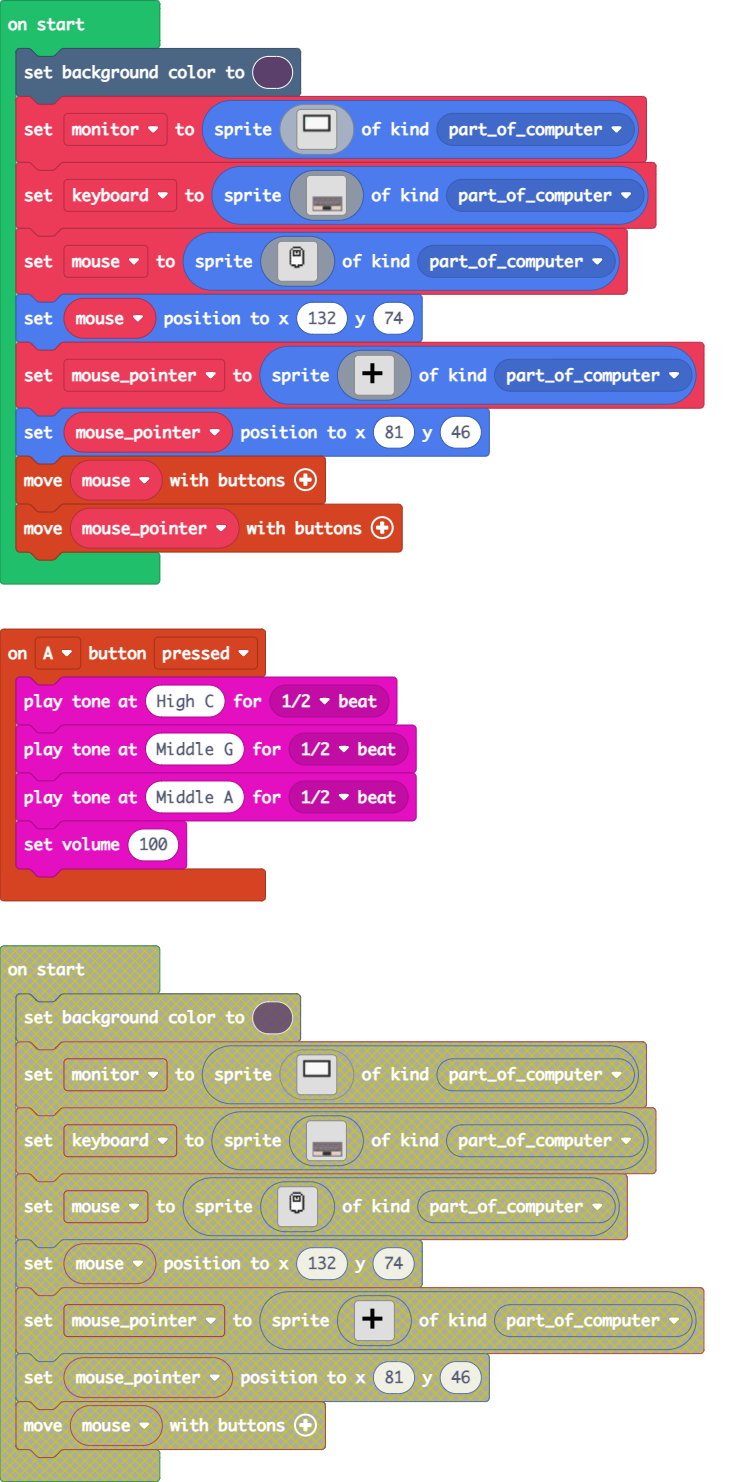 on start
set background color to
set monitor to sprite of kind part_of_computer
set keyboard to sprite of kind part_of_computer
set mouse to sprite of kind part_of_computer
set mouse position to x 132 y 74
set mouse_pointer to sprite of kind part_of_computer
set mouse_pointer position to x 81 y 46
move mouse with buttons
move mouse_pointer with buttons
on A button pressed
play tone at High C for 1/2 beat
play tone at Middle G for 1/2 beat
play tone at Middle A for 1/2 beat
set volume 100
on start
set background color to
set monitor to sprite of kind part_of_computer
set keyboard to sprite of kind part_of_computer
set mouse to sprite of kind part_of_computer
set mouse position to x 132 y 74
set mouse_pointer to sprite of kind part_of_computer
set mouse_pointer position to x 81 y 46
move mouse with buttons